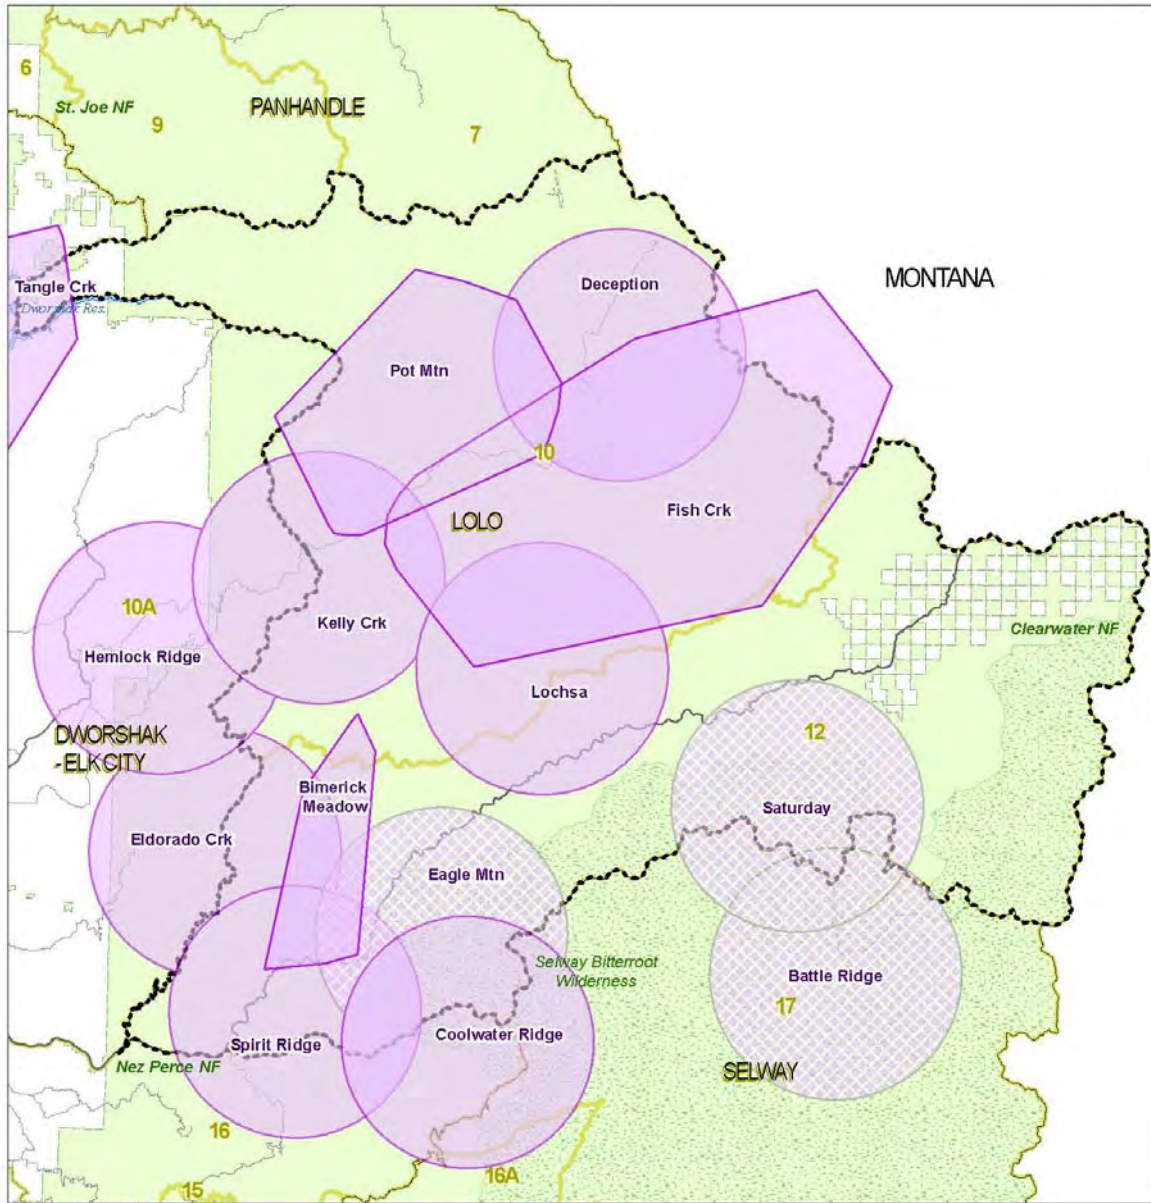 6
St. Joe NF
9
PANHANDLE
7
Tangle Crk
Dworshak Res.
Deception
MONTANA
Pot Mtn
10
LOLO
Fish Crk
10A
Hemlock Ridge
Kelly Crk
Clearwater NF
Lochsa
DWORSHAK
-ELK CITY
12
Bimerick
Meadow
Saturday
Eldorado Crk
Eagle Mtn
Selway Bitterroot
Wilderness
Battle Ridge
17
Spirit Ridge
Coolwater Ridge
Nez Perce NF
SELWAY
16
16A
15